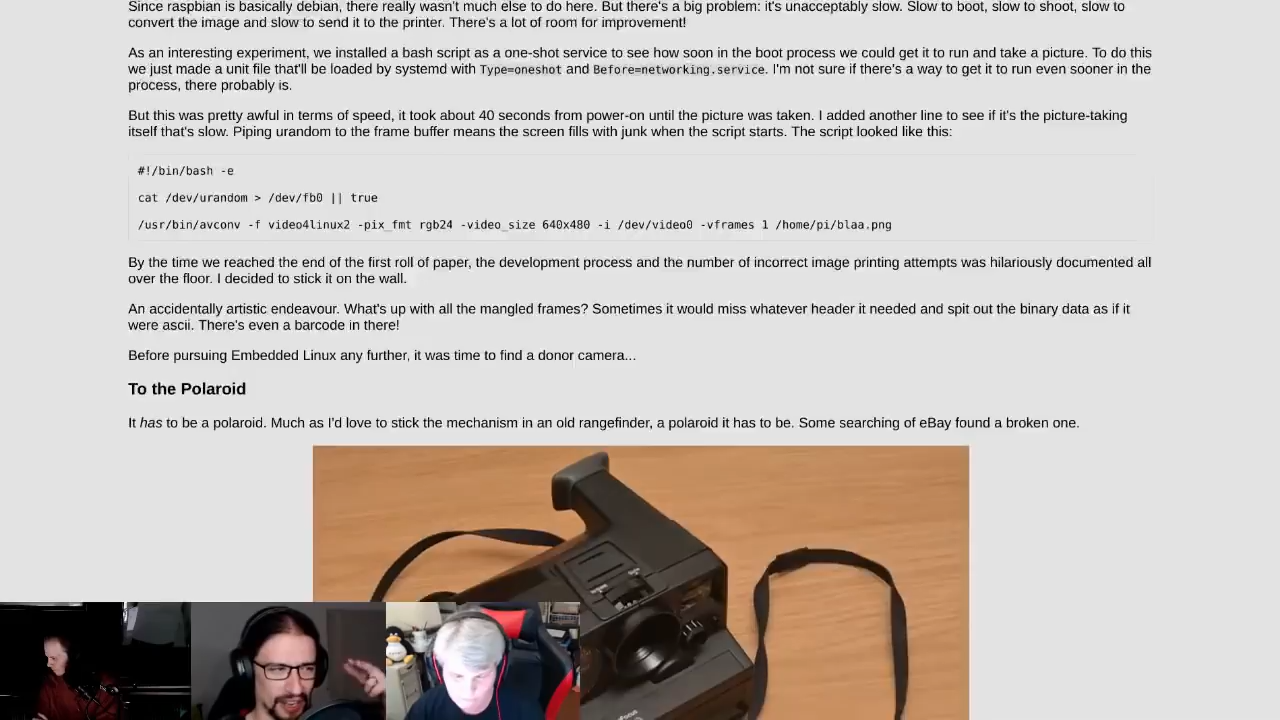 Since raspbian is basically debian, there really wasn't much else to do here. But there's a big problem: it's unacceptably slow. Slow to boot, slow to shoot, slow to
convert the image and slow to send it to the printer. There's a lot of room for improvement!
As an interesting experiment, we installed a bash script as a one-shot service to see how soon in the boot process we could get it to run and take a picture. To do this
we just made a unit file that'll be loaded by systemd with Type=oneshot and Before=networking.service. I'm not sure if there's a way to get it to run even sooner in the
process, there probably is.
But this was pretty awful in terms of speed, it took about 40 seconds from power-on until the picture was taken. I added another line to see if it's the picture-taking
itself that's slow. Piping urandom to the frame buffer means the screen fills with junk when the script starts. The script looked like this:
#!/bin/bash -e
cat /dev/urandom > /dev/fb0 || true
/usr/bin/avconv -f video4linux2 -pix_fmt rgb24 -video_size 640x480 -i /dev/video0 -vframes 1 /home/pi/blaa.png
By the time we reached the end of the first roll of paper, the development process and the number of incorrect image printing attempts was hilariously documented all
over the floor. I decided to stick it on the wall.
An accidentally artistic endeavour. What's up with all the mangled frames? Sometimes it would miss whatever header it needed and spit out the binary data as if it
were ascii. There's even a barcode in there!
Before pursuing Embedded Linux any further, it was time to find a donor camera...
To the Polaroid
It has to be a polaroid. Much as I'd love to stick the mechanism in an old rangefinder, a polaroid it has to be. Some searching of eBay found a broken one.